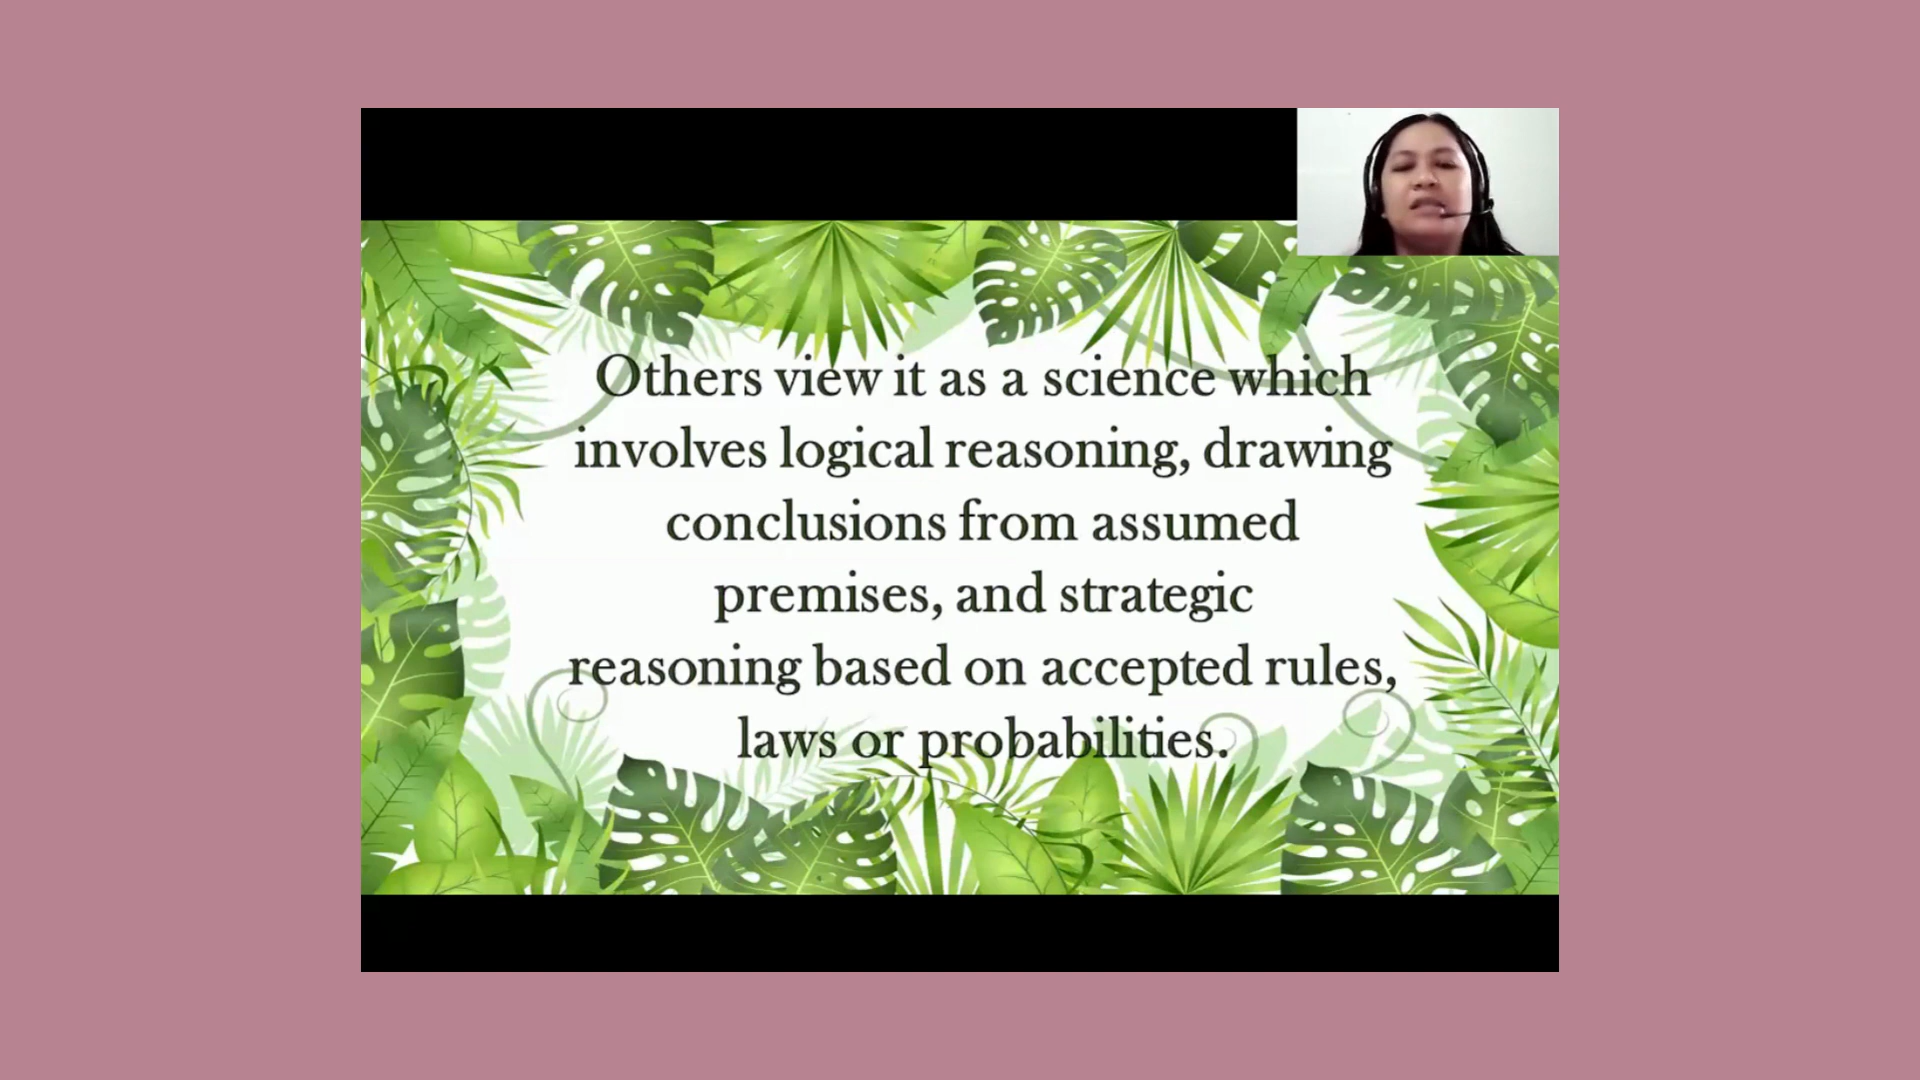 Others view it as a science which
involves logical reasoning, drawing
conclusions from assumed
premises, and strategic
reasoning based on accepted rules,
laws or probabilities.